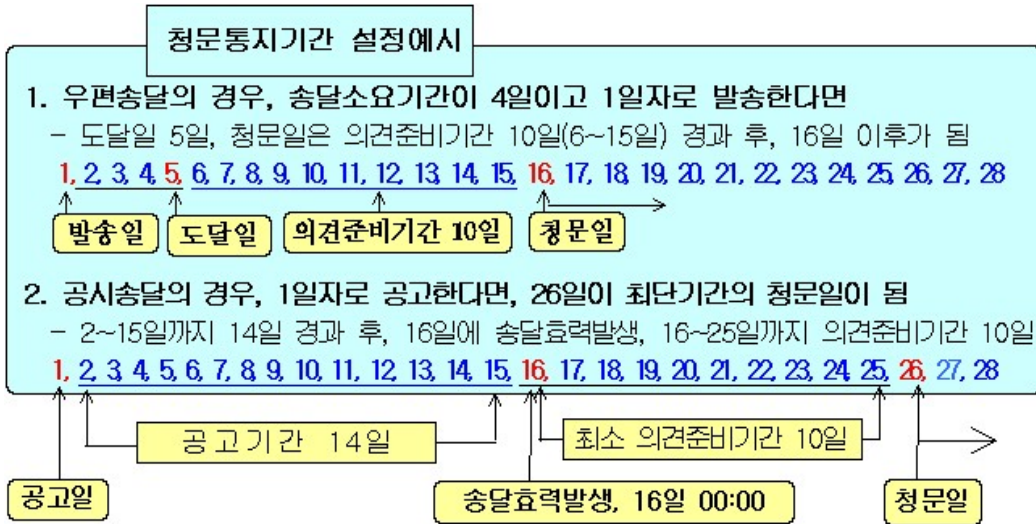 청문통지기간 설정예시
1. 우편송달의 경우, 송달소요기간이 4일이고 1일자로 발송한다면
- 도달일 5일, 청문일은 의견준비기간 10일(6~15일) 경과 후, 16일 이후가 됨
1, 2, 3, 4, 5, 6, 7, 8, 9, 10, 11, 12, 13, 14, 15, 16, 17, 18, 19, 20, 21, 22, 23, 24, 25, 26, 27, 28
발송일 도달일 의견준비기간 10일 청문일
2. 공시송달의 경우, 1일자로 공고한다면, 26일이 최단기간의 청문일이 됨
- 2~15일까지 14일 경과 후, 16일에 송달효력발생, 16~25일까지 의견준비기간 10일
1, 2, 3, 4, 5, 6, 7, 8, 9, 10, 11, 12, 13, 14, 15, 16, 17, 18, 19, 20, 21, 22, 23, 24, 25, 26, 27, 28
공고기간 14일 최소 의견준비기간 10일
공고일 송달효력발생, 16일 00:00 청문일